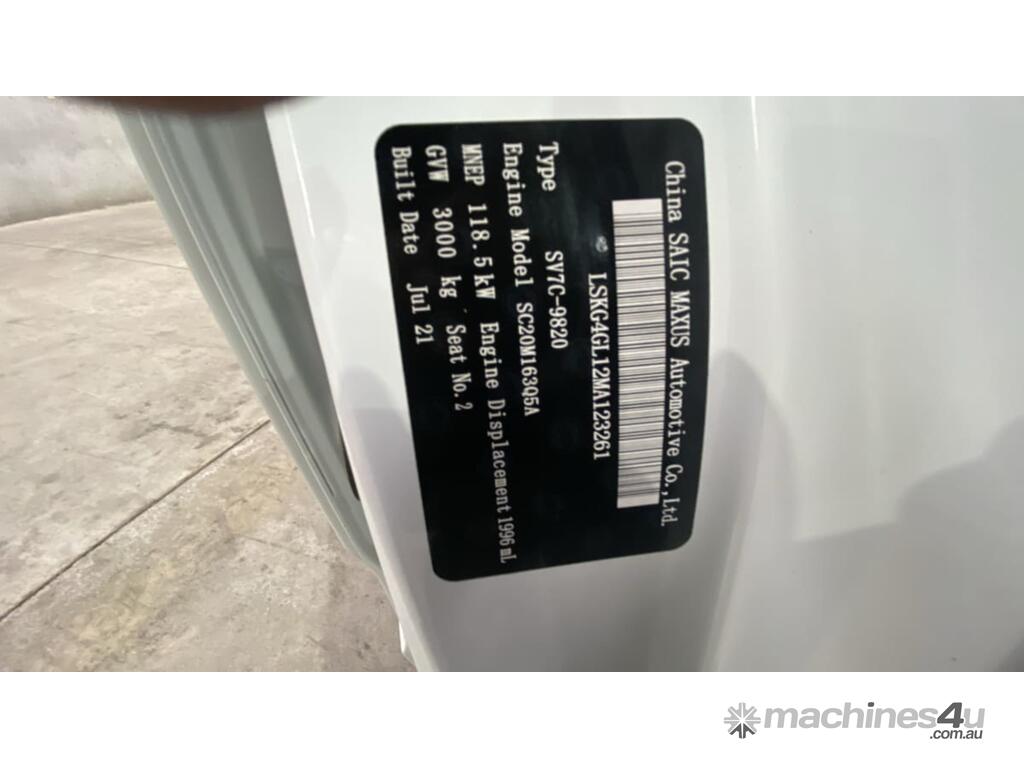 China SAIC MAXUS Automotive Co.,Ltd.
LSKG4GL12MA123261
Type SV7C-9820
Engine Model SC20M163Q5A
MNEP 118.5kW Engine Displacement 1996mL
GVW 3000 kg Seat No. 2
Built Date Jul 21
machines4u
.com.au